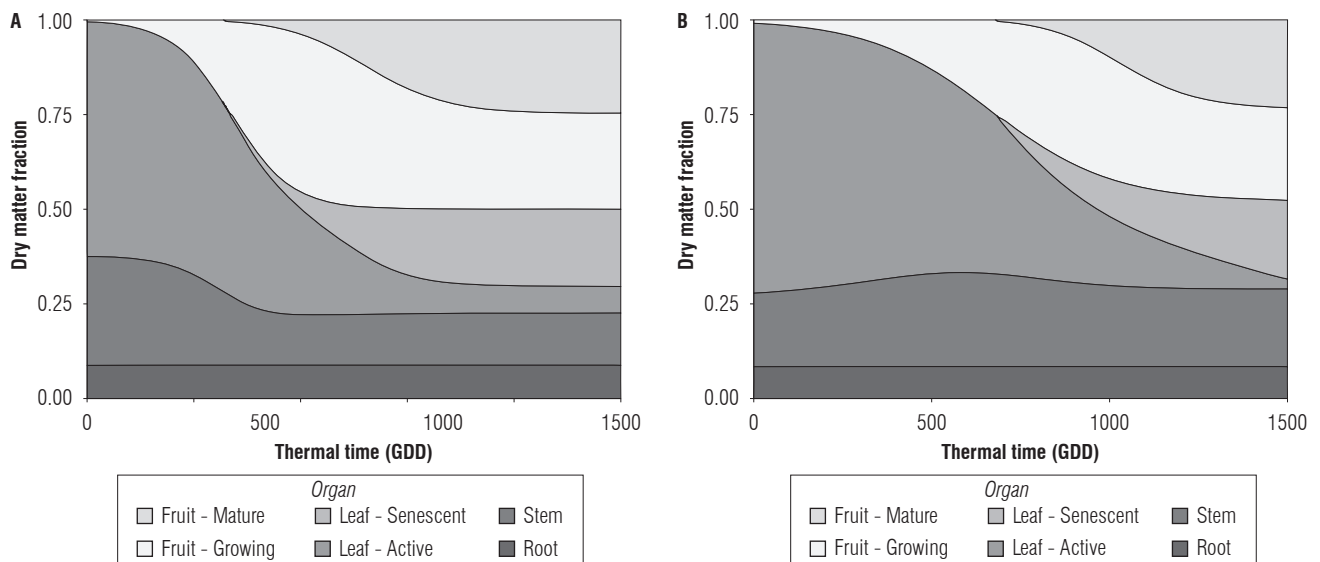 A
1.00
0.75
0.50
0.25
0.00
Dry matter fraction
0 500 1000 1500
Thermal time (GDD)
Organ
Fruit - Mature Leaf - Senescent Stem
Fruit - Growing Leaf - Active Root
B
1.00
0.75
0.50
0.25
0.00
Dry matter fraction
0 500 1000 1500
Thermal time (GDD)
Organ
Fruit - Mature Leaf - Senescent Stem
Fruit - Growing Leaf - Active Root